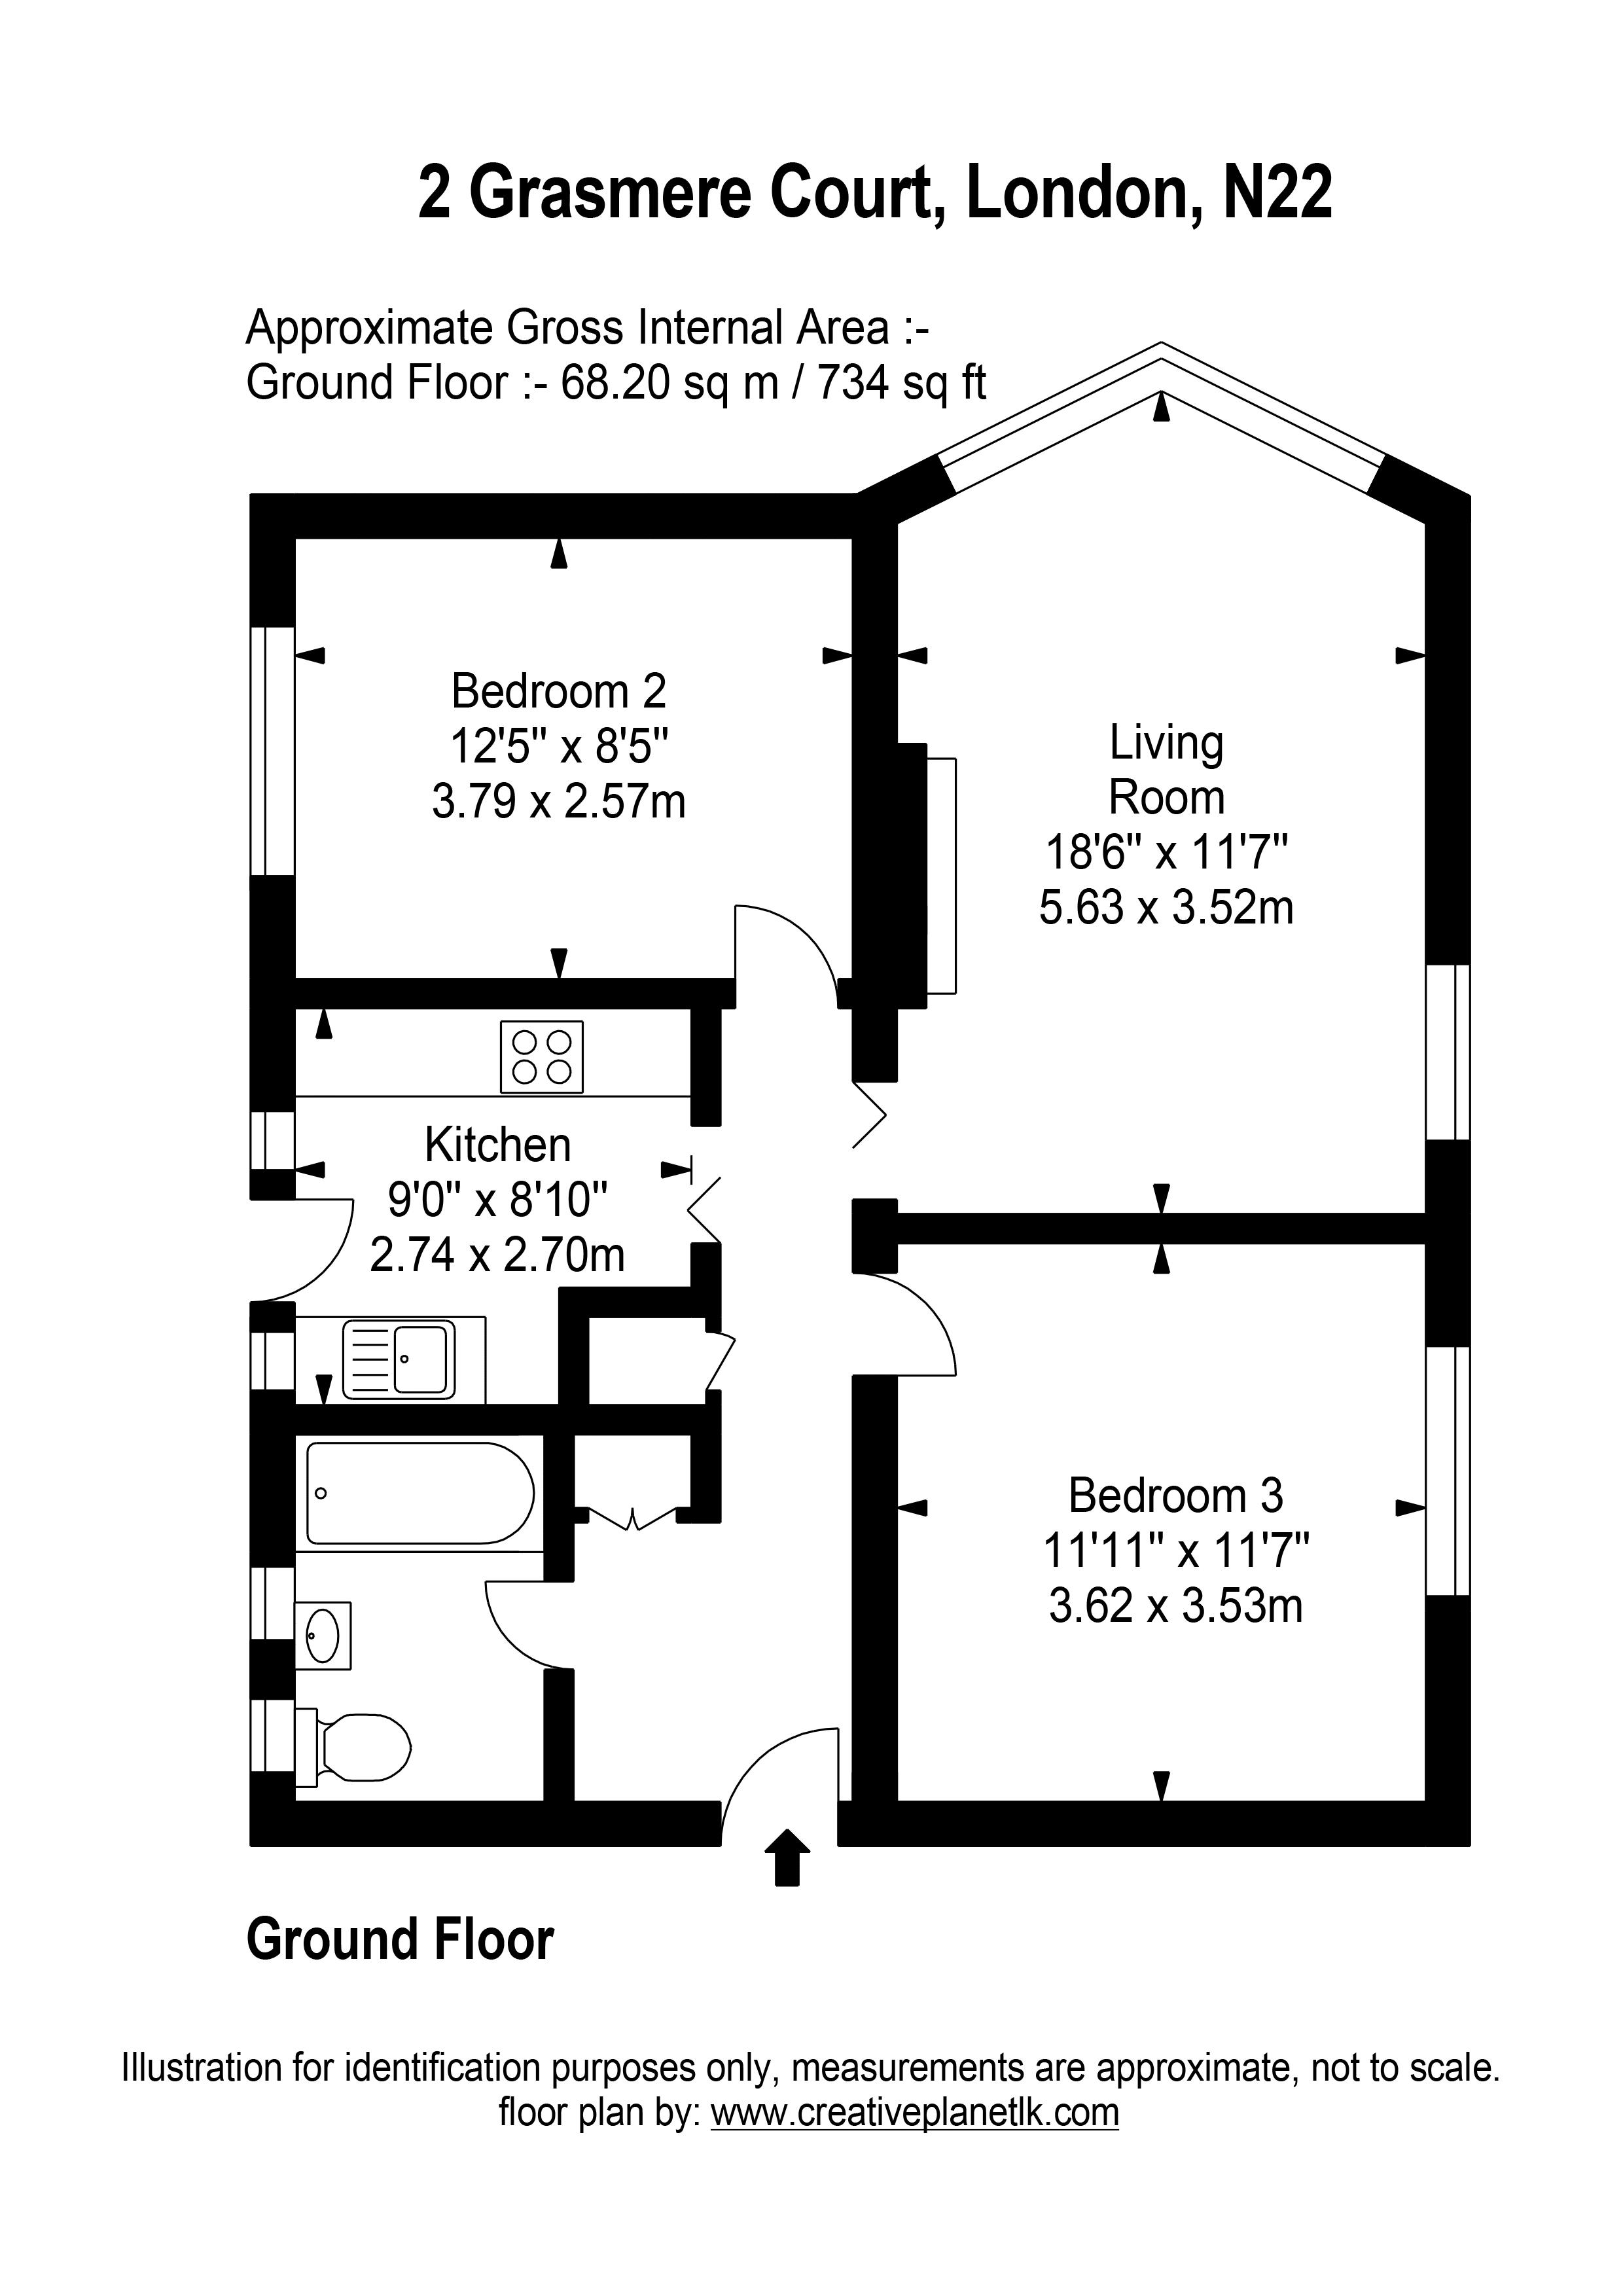 2 Grasmere Court, London, N22
Approximate Gross Internal Area :-
Ground Floor :- 68.20 sq m / 734 sq ft
Bedroom 2
12'5" x 8'5"
3.79 x 2.57m
Living
Room
18'6" x 11'7"
5.63 x 3.52m
Kitchen
9'0" x 8'10"
2.74 x 2.70m
Bedroom 3
11'11" x 11'7"
3.62 x 3.53m
Ground Floor
Illustration for identification purposes only, measurements are approximate, not to scale.
floor plan by: www.creativeplanetlk.com